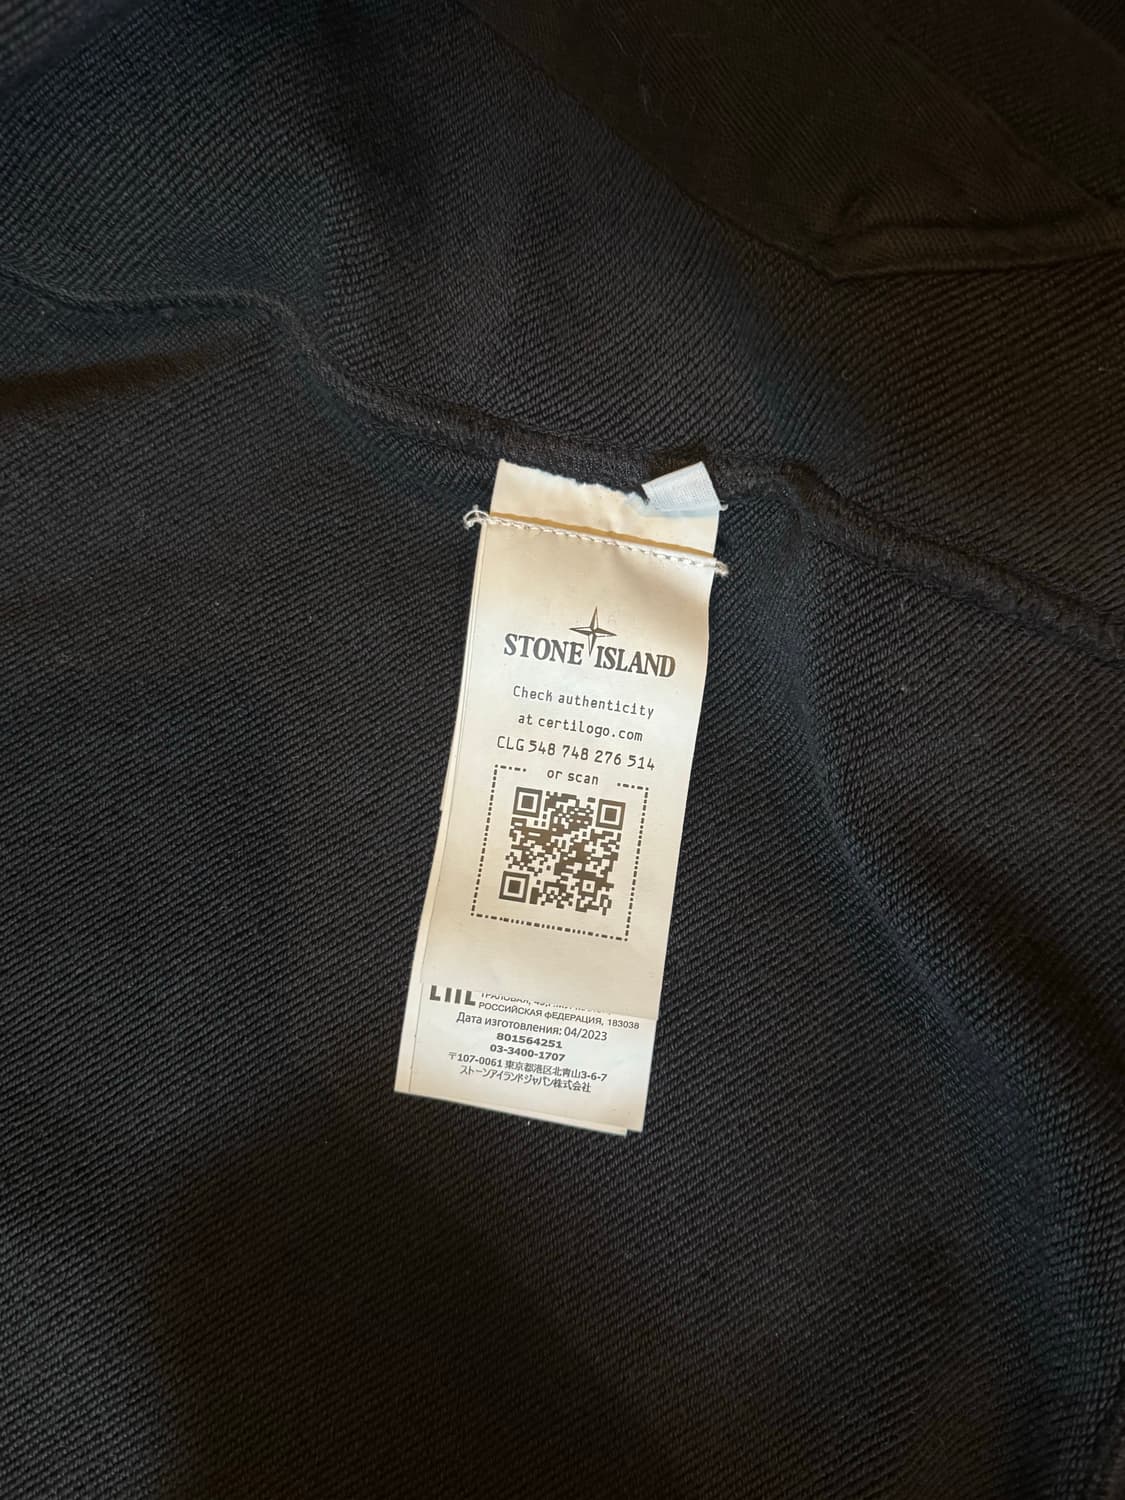 STONE ISLAND
Check authenticity
at certilogo.com
CLG 548 748 276 514
or scan
EAC
РОССИЙСКАЯ ФЕДЕРАЦИЯ, 183038
Дата изготовления: 04/2023
801564251
03-3400-1707
〒107-0061 東京都港区北青山3-6-7
ストーンアイランドジャパン株式会社